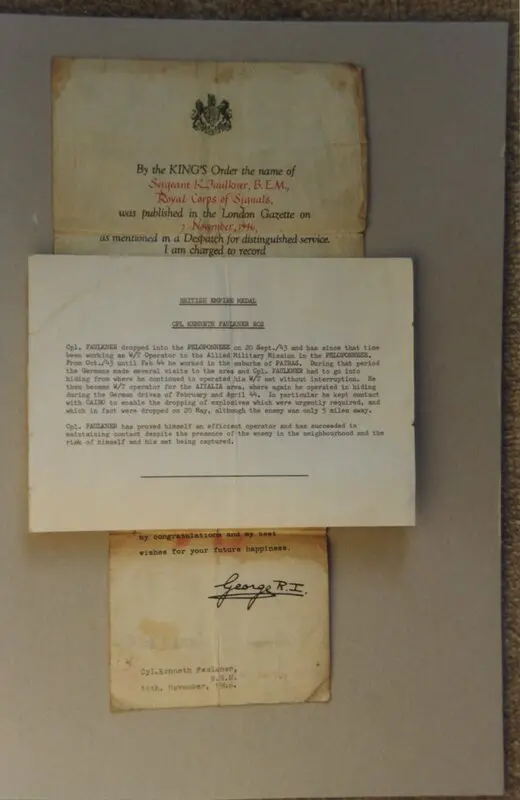 By the KING'S Order the name of
Sergeant K. Faulkner, B.E.M.,
Royal Corps of Signals,
was published in the London Gazette on
7 November, 1946,
as mentioned in a Despatch for distinguished service.
I am charged to record
BRITISH EMPIRE MEDAL
CPL KENNETH FAULKNER RCS
Cpl. FAULKNER dropped into the PELOPONNESE on 20 Sept./43 and has since that time
been working as W/T Operator to the Allied Military Mission in the PELOPONNESE.
From Oct./43 until Feb 44 he worked in the suburbs of PATRAS. During that period
the Germans made several visits to the area and Cpl. FAULKNER had to go into
hiding from where he continued to operated his W/T set without interruption. He
then became W/T operator for the AIYALIA area, where again he operated in hiding
during the German drives of February and April 44. In particular he kept contact
with CAIRO to enable the dropping of explosives which were urgently required, and
which in fact were dropped on 20 May, although the enemy was only 3 miles away.
Cpl. FAULKNER has proved himself an efficient operator and has succeeded in
maintaining contact despite the presence of the enemy in the neighbourhood and the
risk of himself and his set being captured.
my congratulations and my best
wishes for your future happiness.
George R.I.
Cpl. Kenneth Faulkner,
B.E.M.
November,